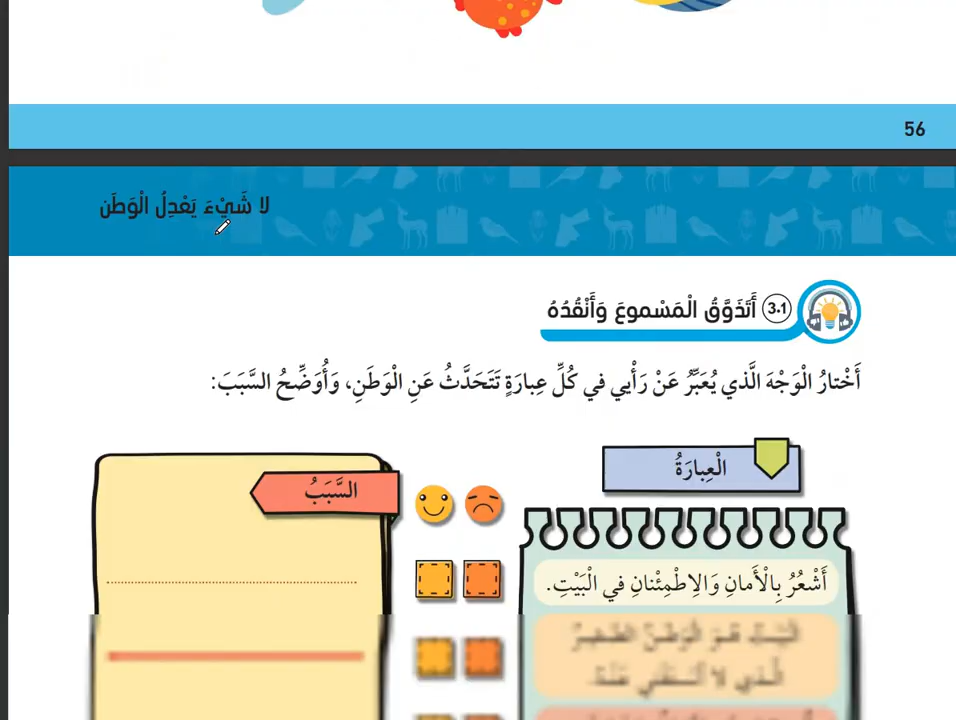 56
لا شَيْءَ يَعْدِلُ الْوَطَن
3.1 أَتَذَوَّقُ الْمَسْموعَ وَأَنْقُدُهُ
أَخْتارُ الْوَجْهَ الَّذي يُعَبِّرُ عَنْ رَأْيي في كُلِّ عِبارَةٍ تَتَحَدَّثُ عَنِ الْوَطَنِ، وَأُوَضِّحُ السَّبَبَ:
الْعِبارَةُ
السَّبَبُ
أَشْعُرُ بِالْأَمانِ وَالِاطْمِئْنانِ في الْبَيْتِ.